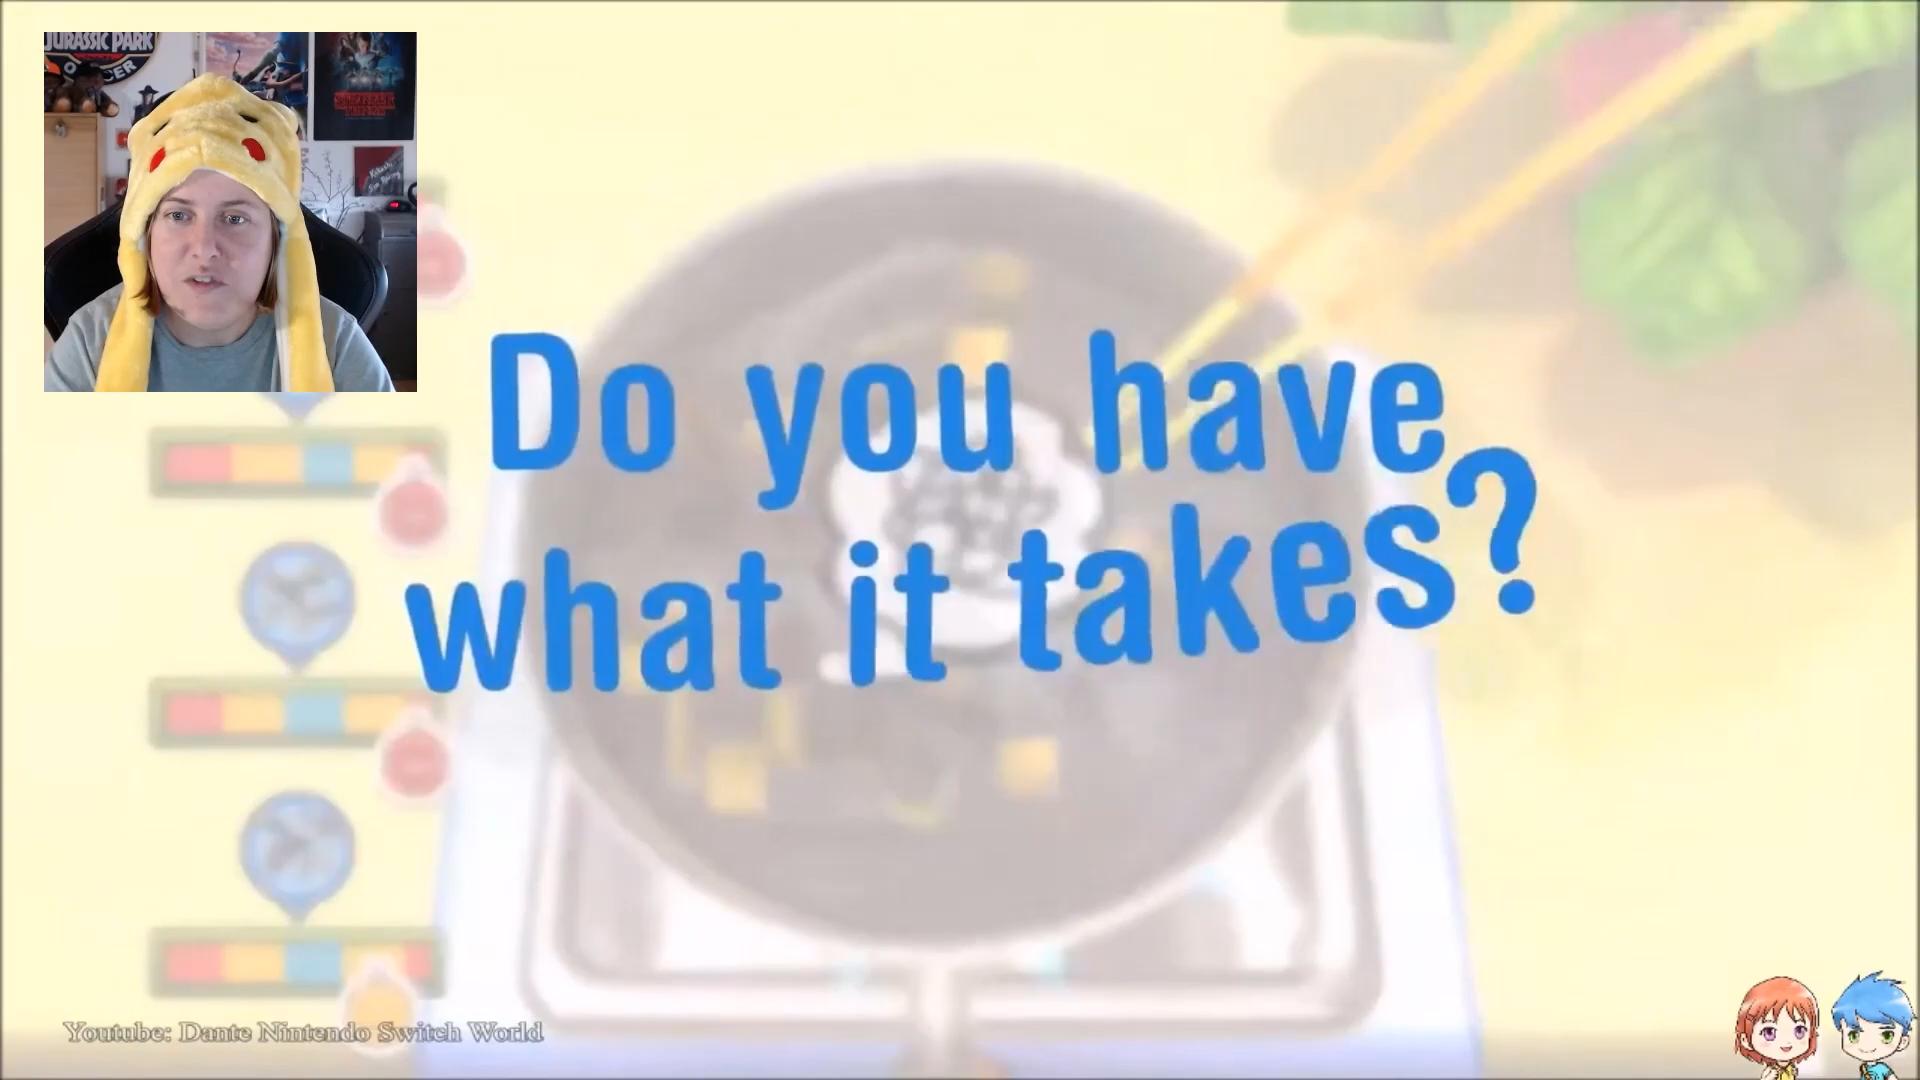 JURASSIC PARK
Do you have
what it takes?
Youtube: Dante Nintendo Switch World